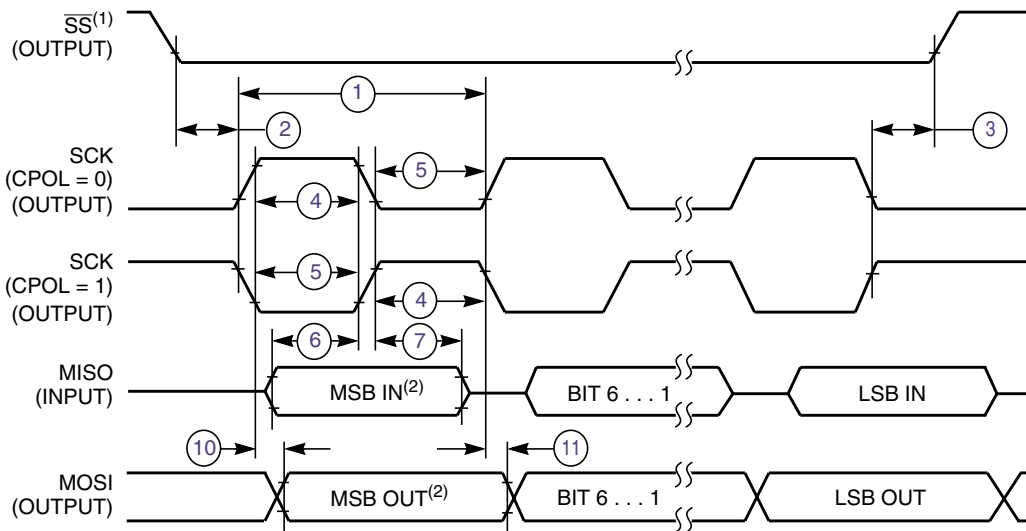 SS(1)
(OUTPUT)
1
2
3
SCK
(CPOL = 0)
(OUTPUT)
5
4
SCK
(CPOL = 1)
(OUTPUT)
5
4
6
7
MISO
(INPUT)
MSB IN(2)
BIT 6 . . . 1
LSB IN
10
11
MOSI
(OUTPUT)
MSB OUT(2)
BIT 6 . . . 1
LSB OUT